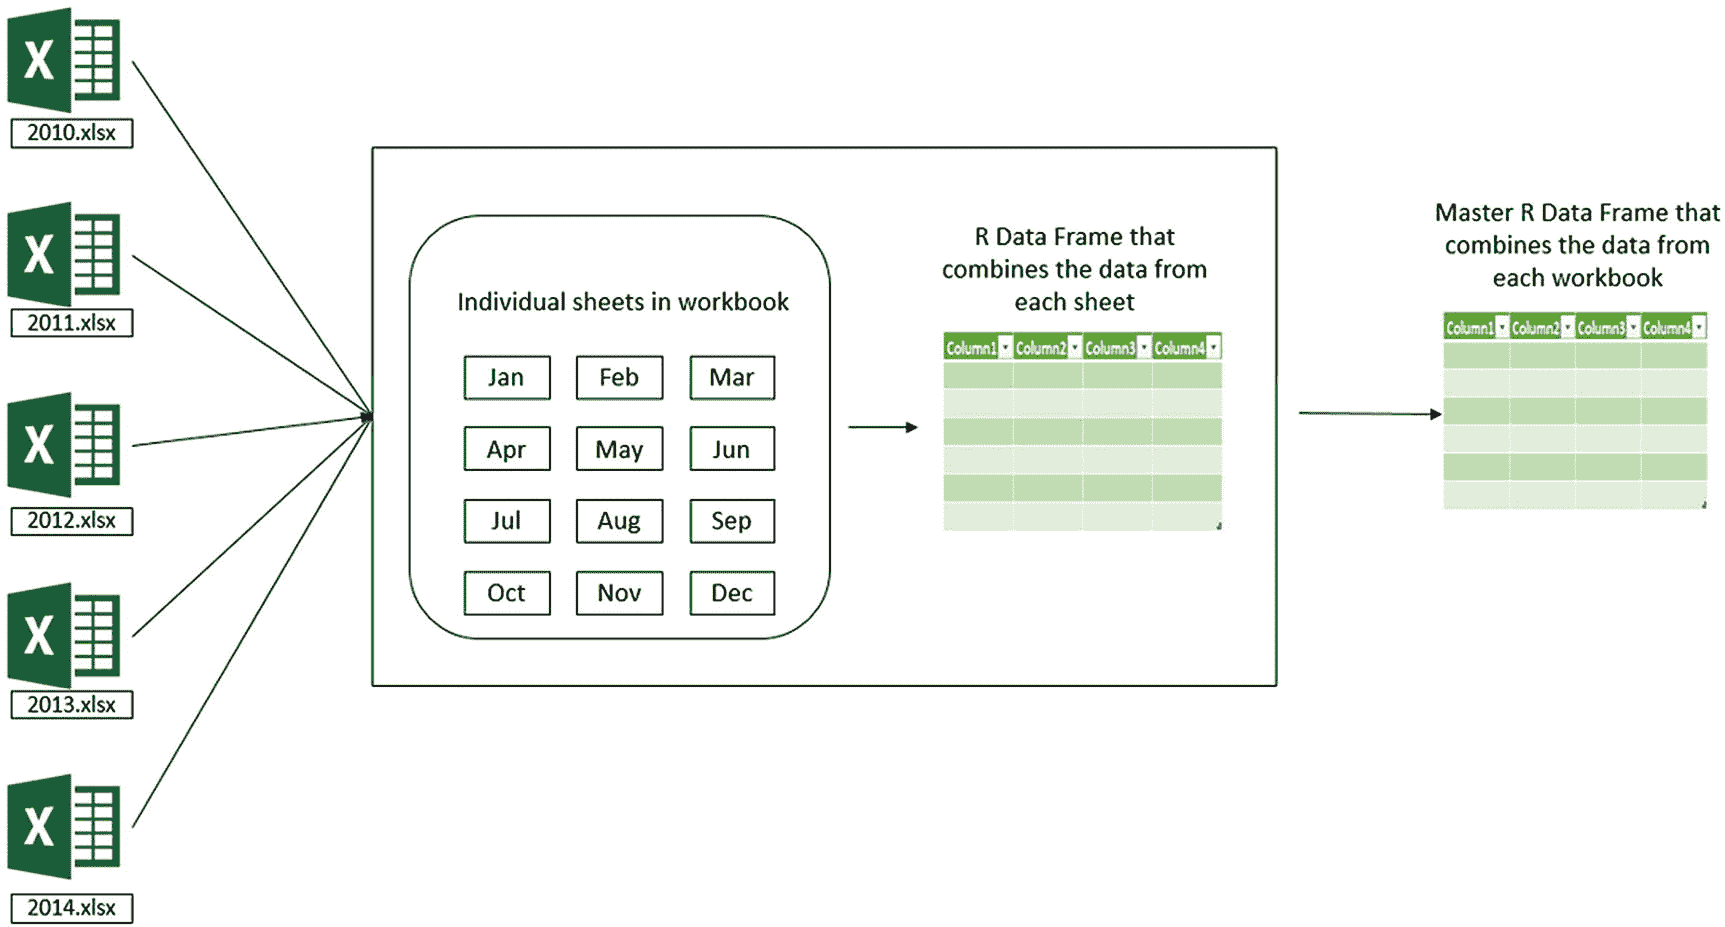 X
2010.xlsx
X
2011.xlsx
X
2012.xlsx
X
2013.xlsx
X
2014.xlsx
Individual sheets in workbook
Jan Feb Mar
Apr May Jun
Jul Aug Sep
Oct Nov Dec
R Data Frame that
combines the data from
each sheet
Column1 Column2 Column3 Column4
Master R Data Frame that
combines the data from
each workbook
Column1 Column2 Column3 Column4